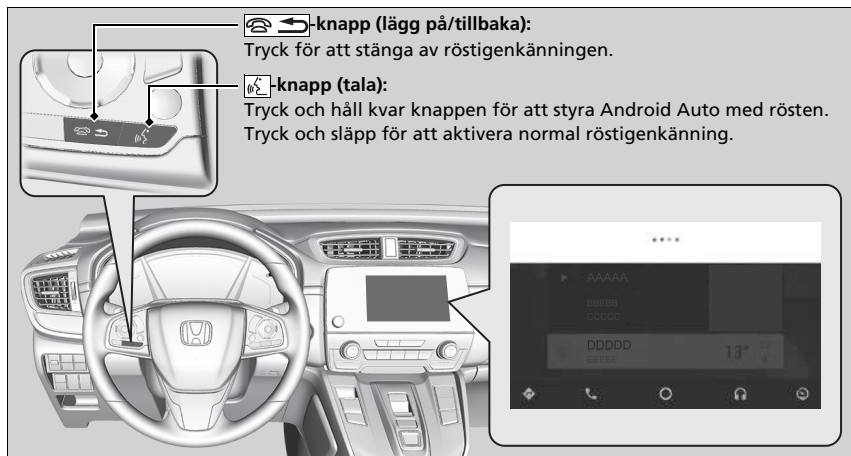 -knapp (lägg på/tillbaka):
Tryck för att stänga av röstigenkänningen.
-knapp (tala):
Tryck och håll kvar knappen för att styra Android Auto med rösten.
Tryck och släpp för att aktivera normal röstigenkänning.
AAAAA
BBBBB
CCCCC
DDDDD
EEEEE
13°